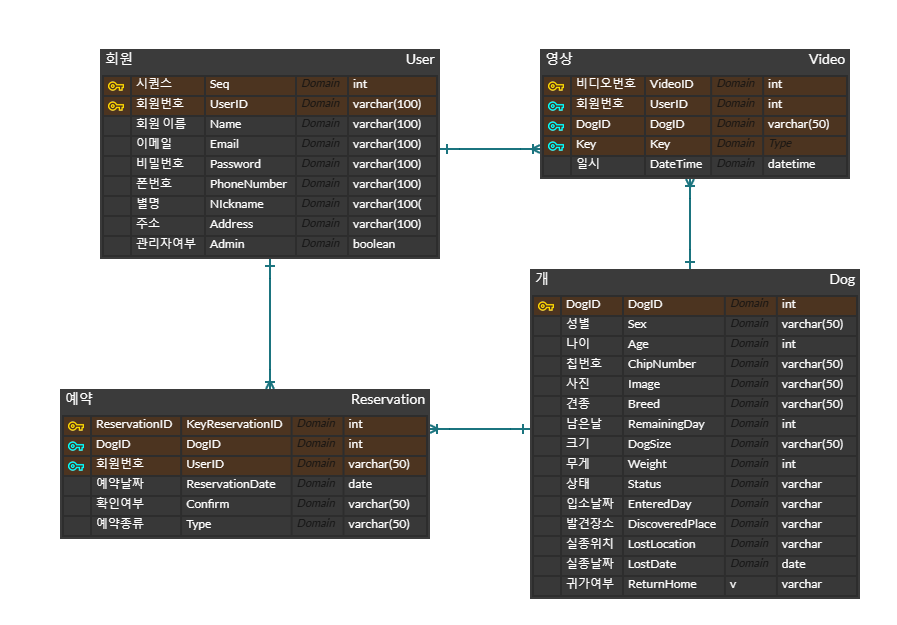 회원 User
시퀀스 Seq Domain int
회원번호 UserID Domain varchar(100)
회원 이름 Name Domain varchar(100)
이메일 Email Domain varchar(100)
비밀번호 Password Domain varchar(100)
폰번호 PhoneNumber Domain varchar(100)
별명 NIckname Domain varchar(100(
주소 Address Domain varchar(100)
관리자여부 Admin Domain boolean
영상 Video
비디오번호 VideoID Domain int
회원번호 UserID Domain int
DogID DogID Domain varchar(50)
Key Key Domain Type
일시 DateTime Domain datetime
개 Dog
DogID DogID Domain int
성별 Sex Domain varchar(50)
나이 Age Domain int
칩번호 ChipNumber Domain varchar(50)
사진 Image Domain varchar(50)
견종 Breed Domain varchar(50)
남은날 RemainingDay Domain int
크기 DogSize Domain varchar(50)
무게 Weight Domain int
상태 Status Domain varchar
입소날짜 EnteredDay Domain varchar
발견장소 DiscoveredPlace Domain varchar
실종위치 LostLocation Domain varchar
실종날짜 LostDate Domain date
귀가여부 ReturnHome v varchar
예약 Reservation
ReservationID KeyReservationID Domain int
DogID DogID Domain int
회원번호 UserID Domain varchar(50)
예약날짜 ReservationDate Domain date
확인여부 Confirm Domain varchar(50)
예약종류 Type Domain varchar(50)